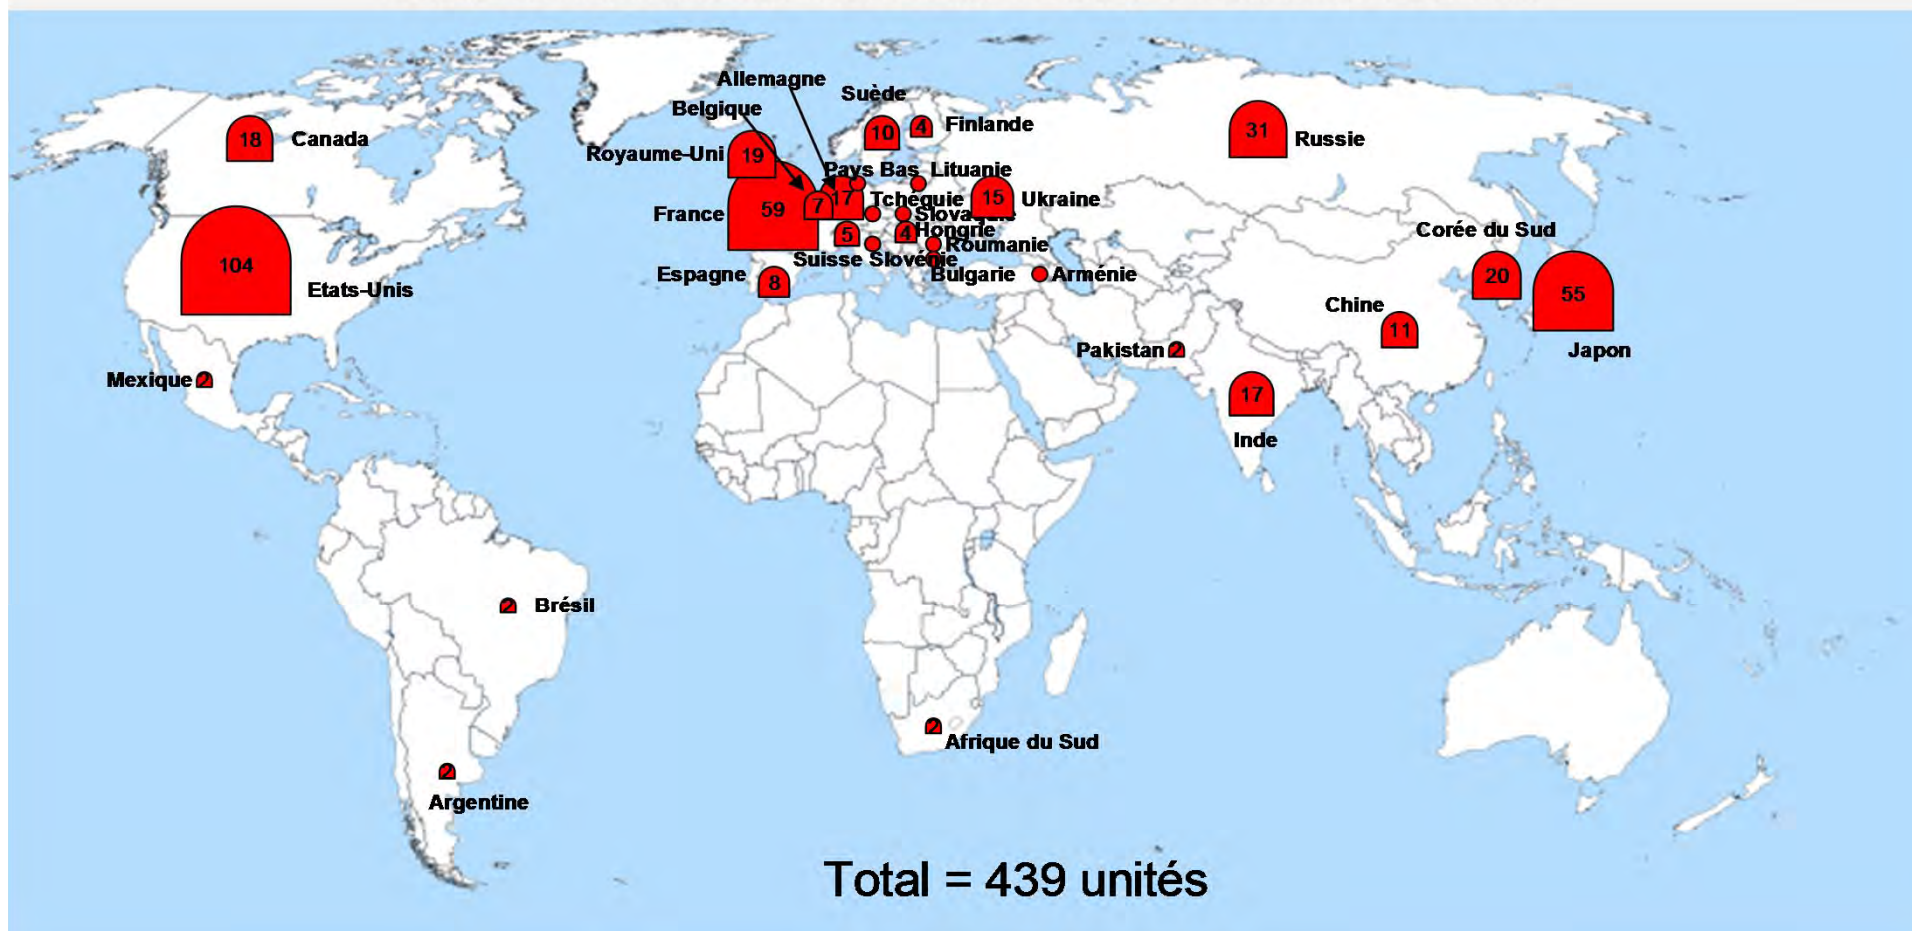 Allemagne
Suède
Belgique
18
Canada
10
4
Finlande
31
Russie
Royaume-Uni
19
Pays Bas
Lituanie
France
59
7
17
Tchéquie
15
Ukraine
Slovaquie
5
4
Hongrie
Roumanie
Corée du Sud
104
Etats-Unis
Suisse
Slovénie
Espagne
8
Bulgarie
Arménie
20
55
Chine
11
Japon
Pakistan
2
Mexique
2
17
Inde
2
Brésil
2
Afrique du Sud
2
Argentine
Total = 439 unités